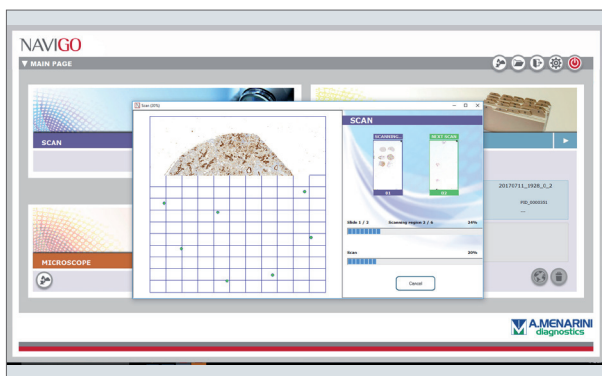 NAVIGO
▼ MAIN PAGE
Scan (20%)
SCAN
SCAN
SCANNING...
NEXT SCAN
01
02
Slide 1 / 2
Scanning region 2 / 6
24%
Scan
20%
Cancel
20170711_1928_0_2
PID_0003351
---
MICROSCOPE
A.MENARINI
diagnostics